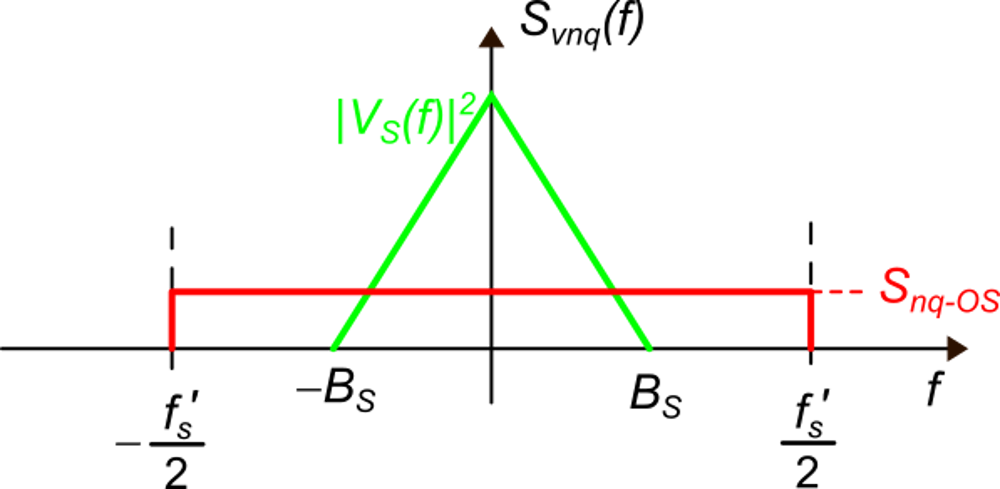 S_vnq(f)
|V_S(f)|^2
S_nq-OS
–B_S
B_S
f
– f_s' / 2
f_s' / 2